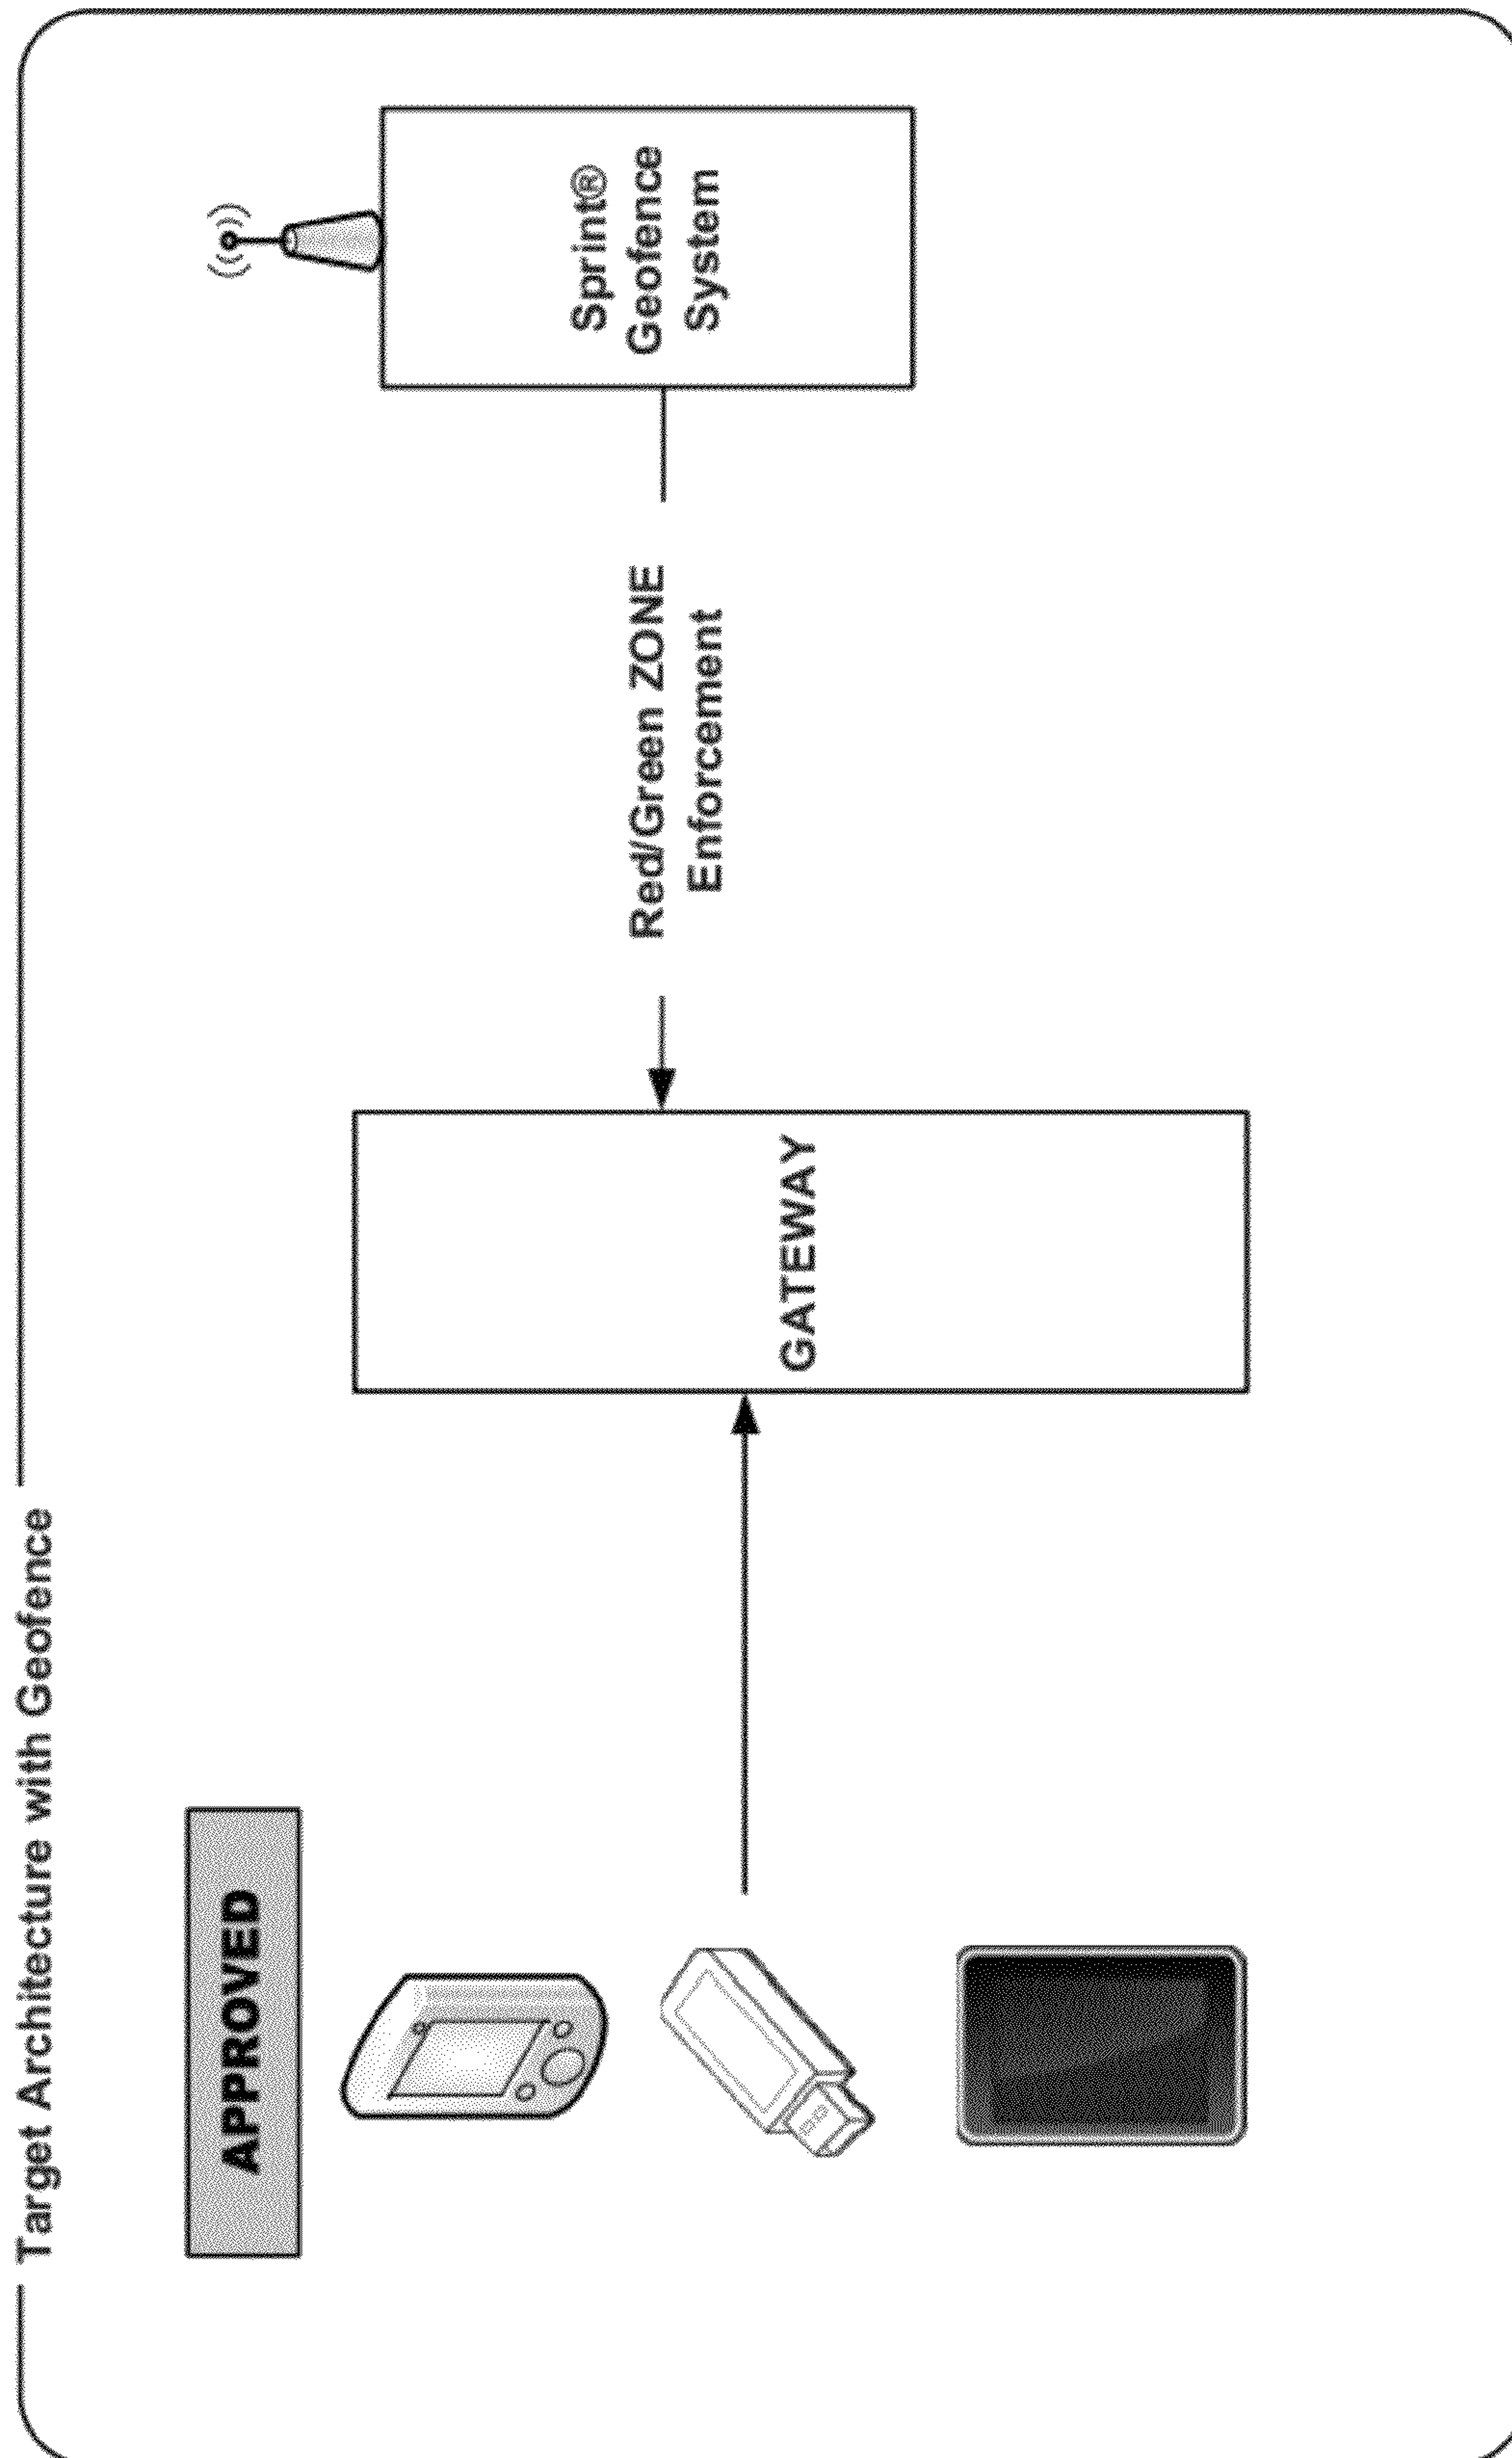 Target Architecture with Geofence
APPROVED
GATEWAY
Red/Green ZONE
Enforcement
Sprint®
Geofence
System